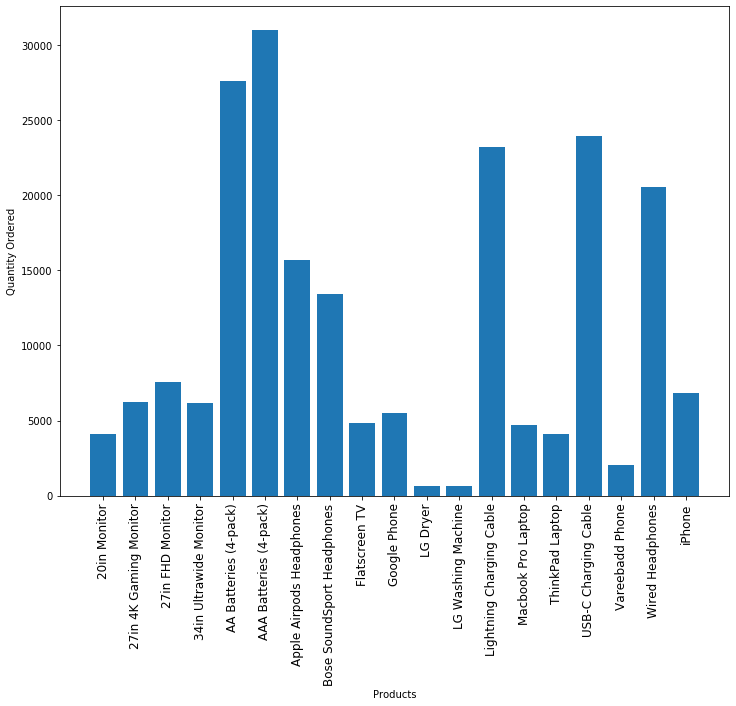 30000
25000
20000
15000
10000
5000
0
Quantity Ordered
20in Monitor
27in 4K Gaming Monitor
27in FHD Monitor
34in Ultrawide Monitor
AA Batteries (4-pack)
AAA Batteries (4-pack)
Apple Airpods Headphones
Bose SoundSport Headphones
Flatscreen TV
Google Phone
LG Dryer
LG Washing Machine
Lightning Charging Cable
Macbook Pro Laptop
ThinkPad Laptop
USB-C Charging Cable
Vareebadd Phone
Wired Headphones
iPhone
Products